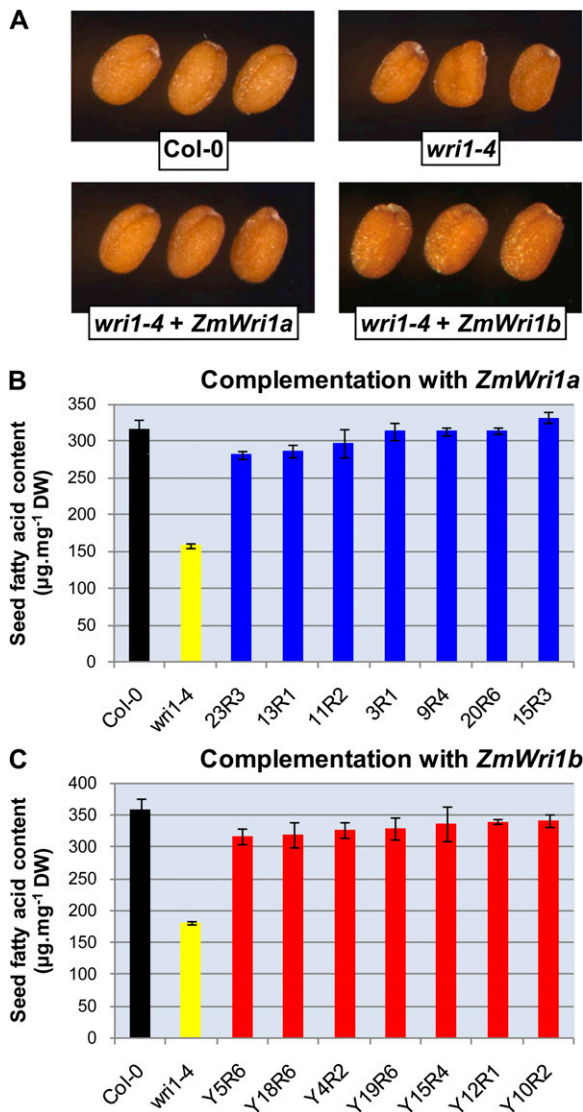 A
Col-0
wri1-4
wri1-4 + ZmWri1a
wri1-4 + ZmWri1b
B
Complementation with ZmWri1a
Seed fatty acid content
(µg.mg-1 DW)
350
300
250
200
150
100
50
0
Col-0
wri1-4
23R3
13R1
11R2
3R1
9R4
20R6
15R3
C
Complementation with ZmWri1b
Seed fatty acid content
(µg.mg-1 DW)
400
350
300
250
200
150
100
50
0
Col-0
wri1-4
Y5R6
Y18R6
Y4R2
Y19R6
Y15R4
Y12R1
Y10R2